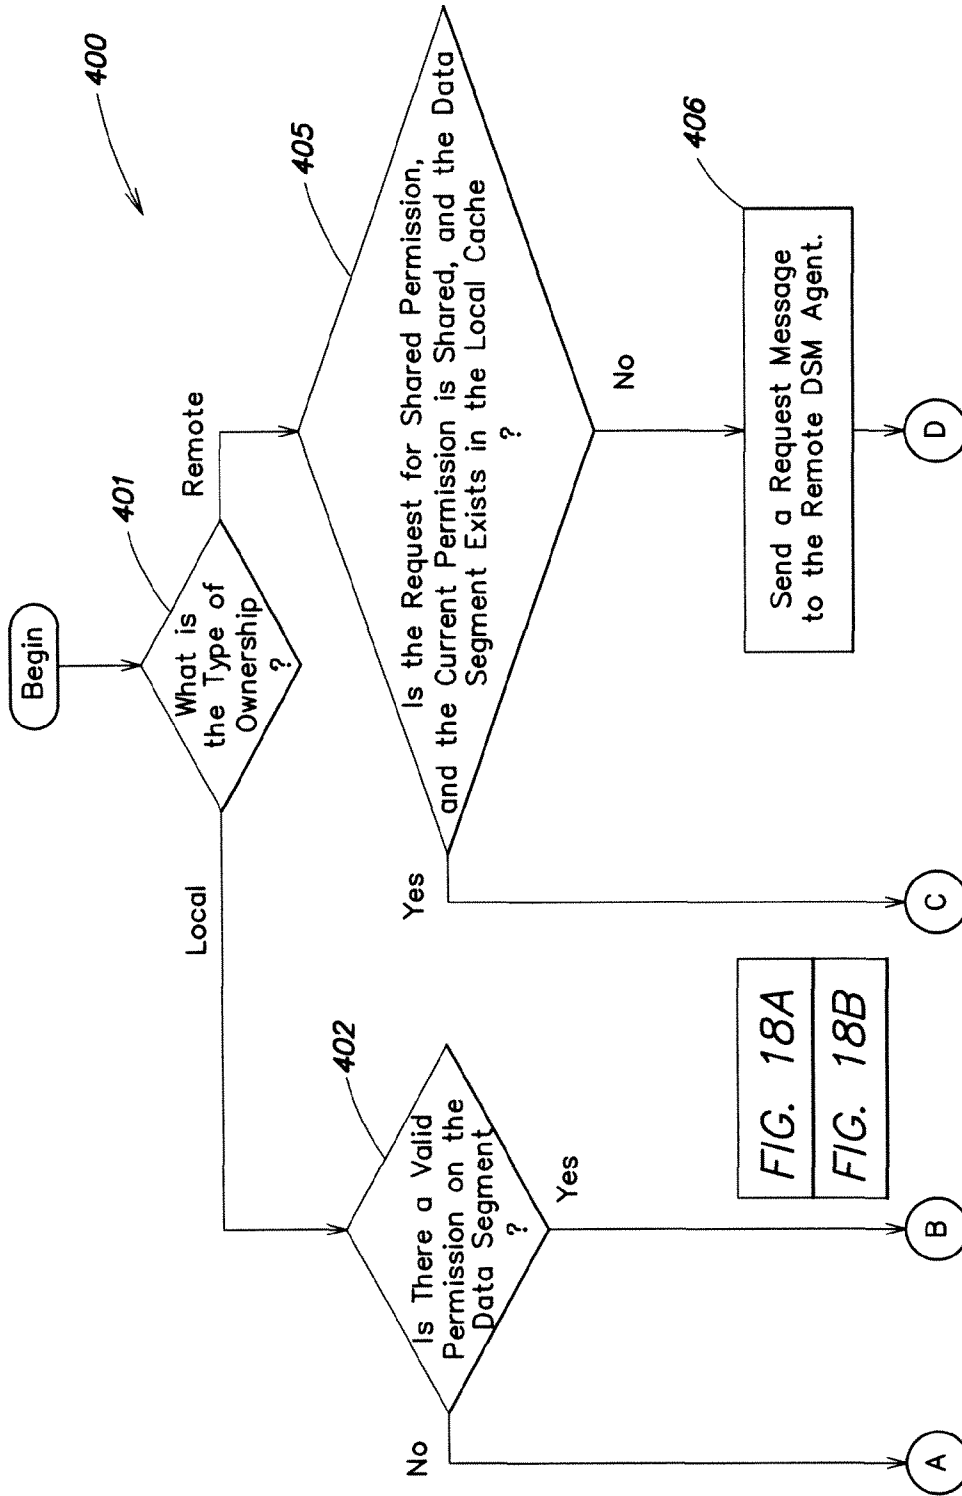 400
Begin
401
What is
the Type of
Ownership
?
Local
Remote
402
Is There a Valid
Permission on the
Data Segment
?
No
Yes
405
Is the Request for Shared Permission,
and the Current Permission is Shared, and the Data
Segment Exists in the Local Cache
?
Yes
No
406
Send a Request Message
to the Remote DSM Agent.
FIG. 18A
FIG. 18B
A
B
C
D